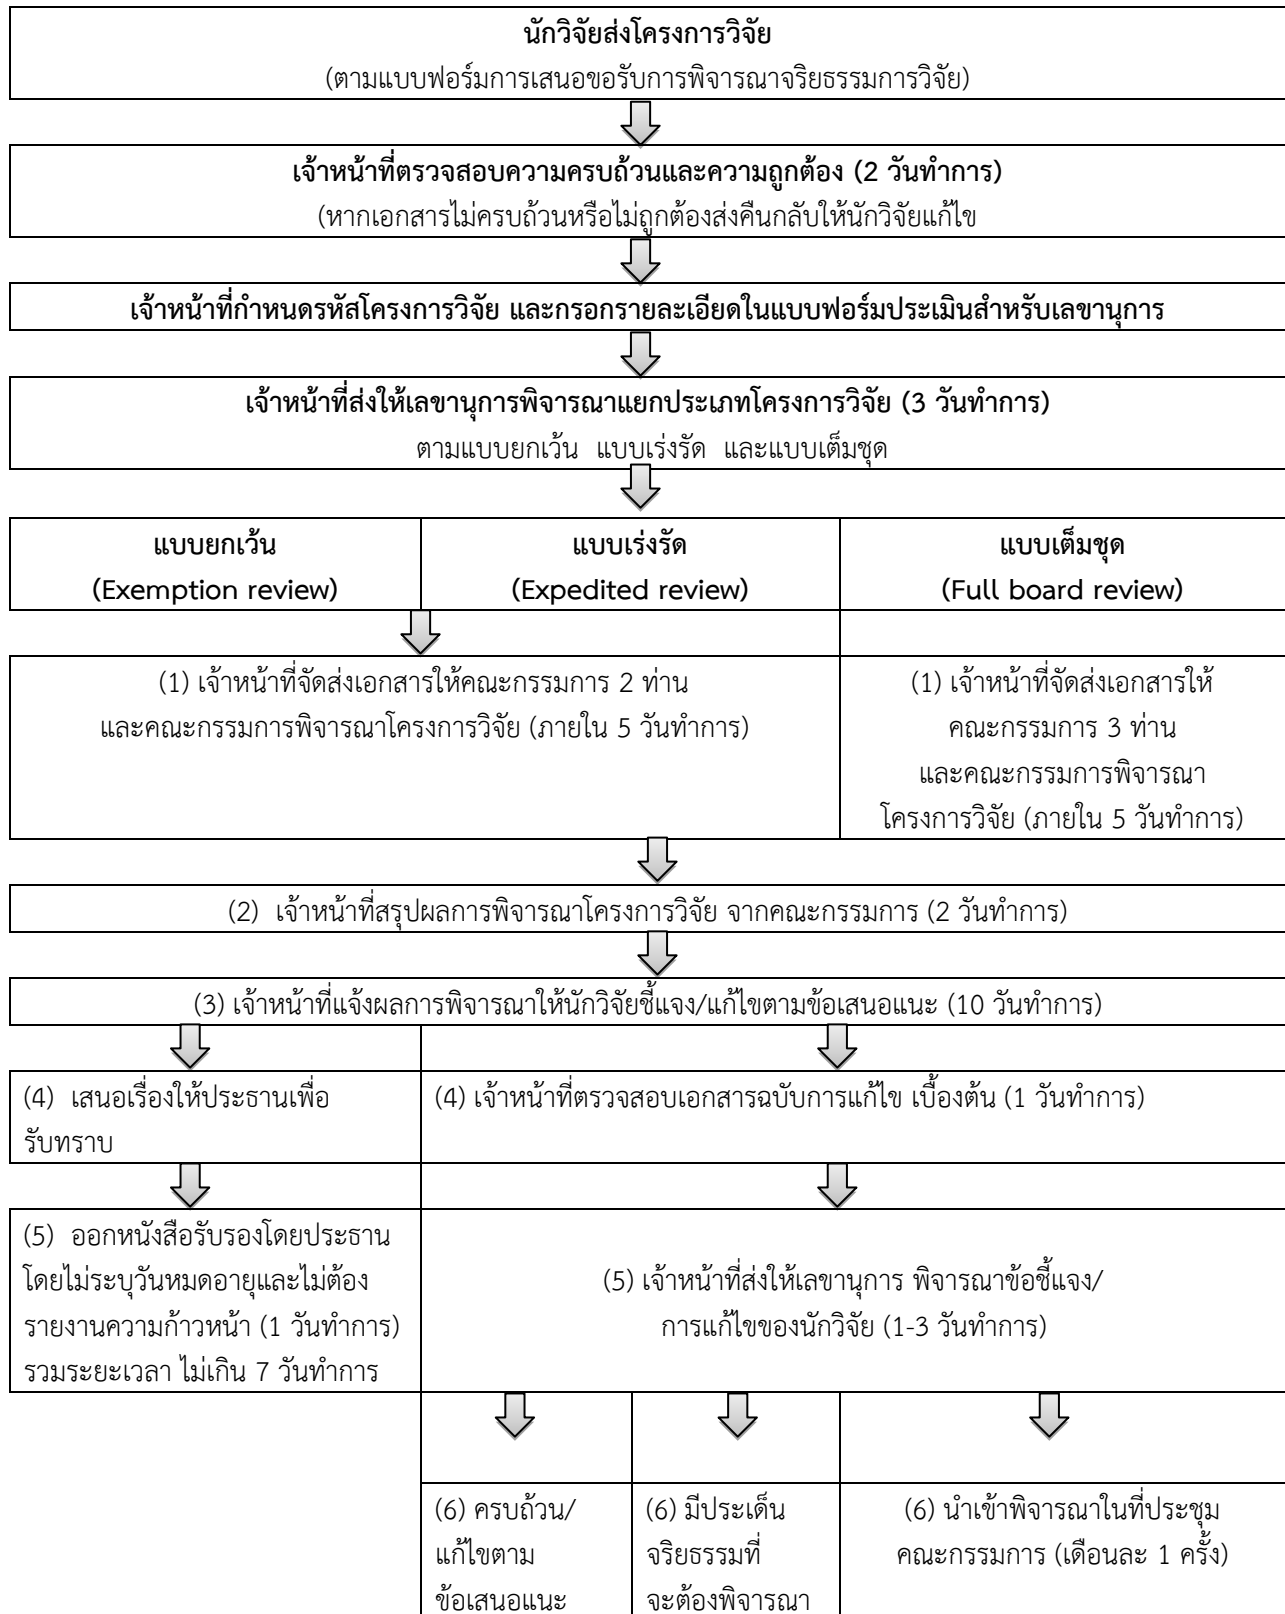 นักวิจัยส่งโครงการวิจัย
(ตามแบบฟอร์มการเสนอขอรับการพิจารณาจริยธรรมการวิจัย)
เจ้าหน้าที่ตรวจสอบความครบถ้วนและความถูกต้อง (2 วันทำการ)
(หากเอกสารไม่ครบถ้วนหรือไม่ถูกต้องส่งคืนกลับให้นักวิจัยแก้ไข
เจ้าหน้าที่กำหนดรหัสโครงการวิจัย และกรอกรายละเอียดในแบบฟอร์มประเมินสำหรับเลขานุการ
เจ้าหน้าที่ส่งให้เลขานุการพิจารณาแยกประเภทโครงการวิจัย (3 วันทำการ)
ตามแบบยกเว้น แบบเร่งรัด และแบบเต็มชุด
แบบยกเว้น
(Exemption review)
แบบเร่งรัด
(Expedited review)
แบบเต็มชุด
(Full board review)
(1) เจ้าหน้าที่จัดส่งเอกสารให้คณะกรรมการ 2 ท่าน
และคณะกรรมการพิจารณาโครงการวิจัย (ภายใน 5 วันทำการ)
(1) เจ้าหน้าที่จัดส่งเอกสารให้
คณะกรรมการ 3 ท่าน
และคณะกรรมการพิจารณา
โครงการวิจัย (ภายใน 5 วันทำการ)
(2) เจ้าหน้าที่สรุปผลการพิจารณาโครงการวิจัย จากคณะกรรมการ (2 วันทำการ)
(3) เจ้าหน้าที่แจ้งผลการพิจารณาให้นักวิจัยชี้แจง/แก้ไขตามข้อเสนอแนะ (10 วันทำการ)
(4) เสนอเรื่องให้ประธานเพื่อ
รับทราบ
(4) เจ้าหน้าที่ตรวจสอบเอกสารฉบับการแก้ไข เบื้องต้น (1 วันทำการ)
(5) ออกหนังสือรับรองโดยประธาน
โดยไม่ระบุวันหมดอายุและไม่ต้อง
รายงานความก้าวหน้า (1 วันทำการ)
รวมระยะเวลา ไม่เกิน 7 วันทำการ
(5) เจ้าหน้าที่ส่งให้เลขานุการ พิจารณาข้อชี้แจง/
การแก้ไขของนักวิจัย (1-3 วันทำการ)
(6) ครบถ้วน/
แก้ไขตาม
ข้อเสนอแนะ
(6) มีประเด็น
จริยธรรมที่
จะต้องพิจารณา
(6) นำเข้าพิจารณาในที่ประชุม
คณะกรรมการ (เดือนละ 1 ครั้ง)